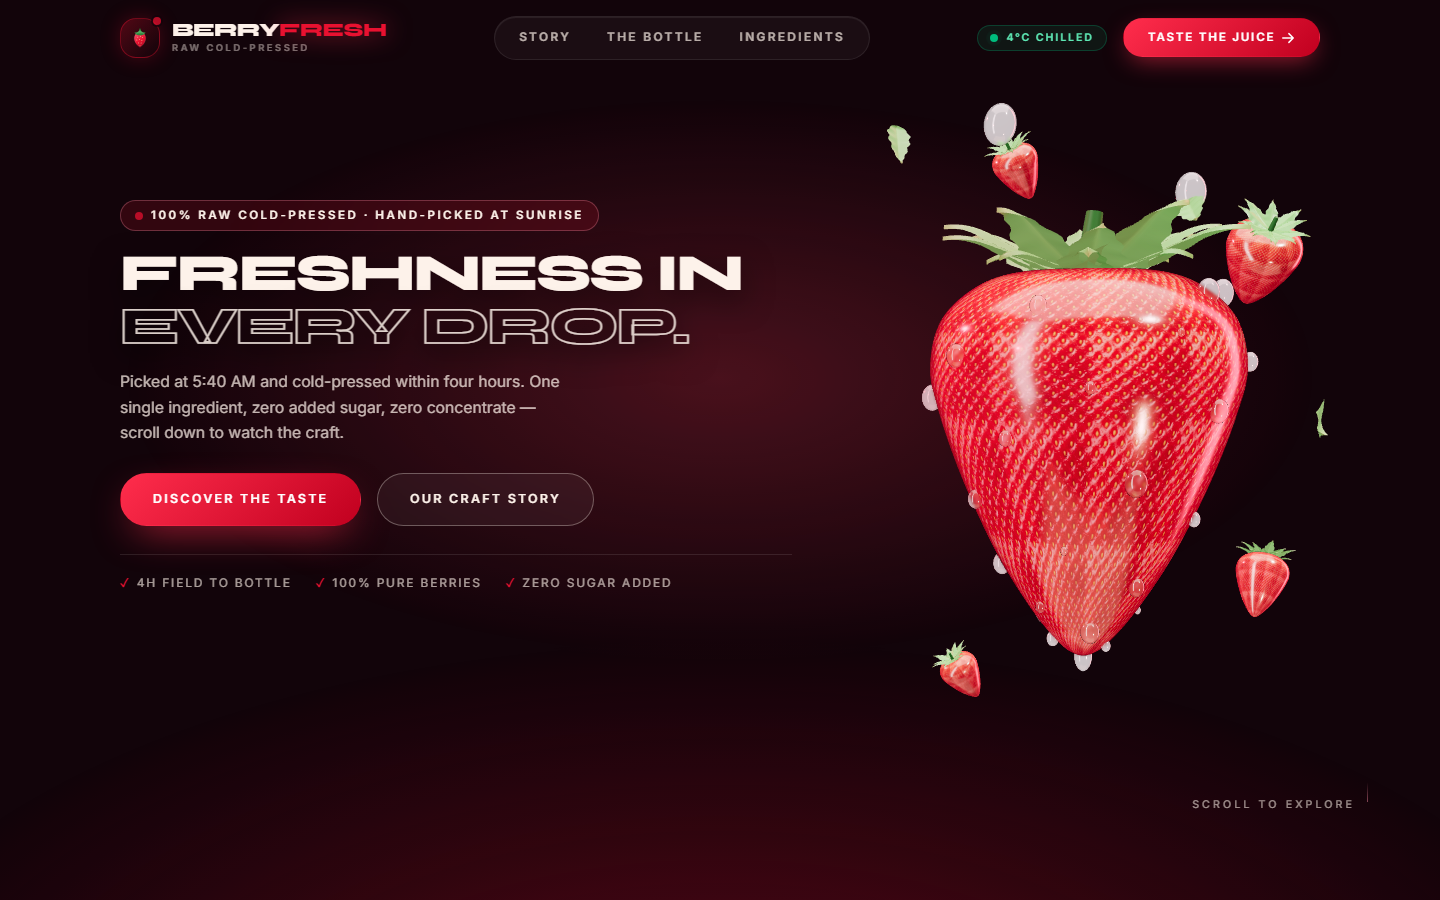 BERRYFRESH
RAW COLD-PRESSED
STORY
THE BOTTLE
INGREDIENTS
4°C CHILLED
TASTE THE JUICE →
100% RAW COLD-PRESSED · HAND-PICKED AT SUNRISE
FRESHNESS IN
EVERY DROP.
Picked at 5:40 AM and cold-pressed within four hours. One
single ingredient, zero added sugar, zero concentrate —
scroll down to watch the craft.
DISCOVER THE TASTE
OUR CRAFT STORY
✓ 4H FIELD TO BOTTLE
✓ 100% PURE BERRIES
✓ ZERO SUGAR ADDED
SCROLL TO EXPLORE